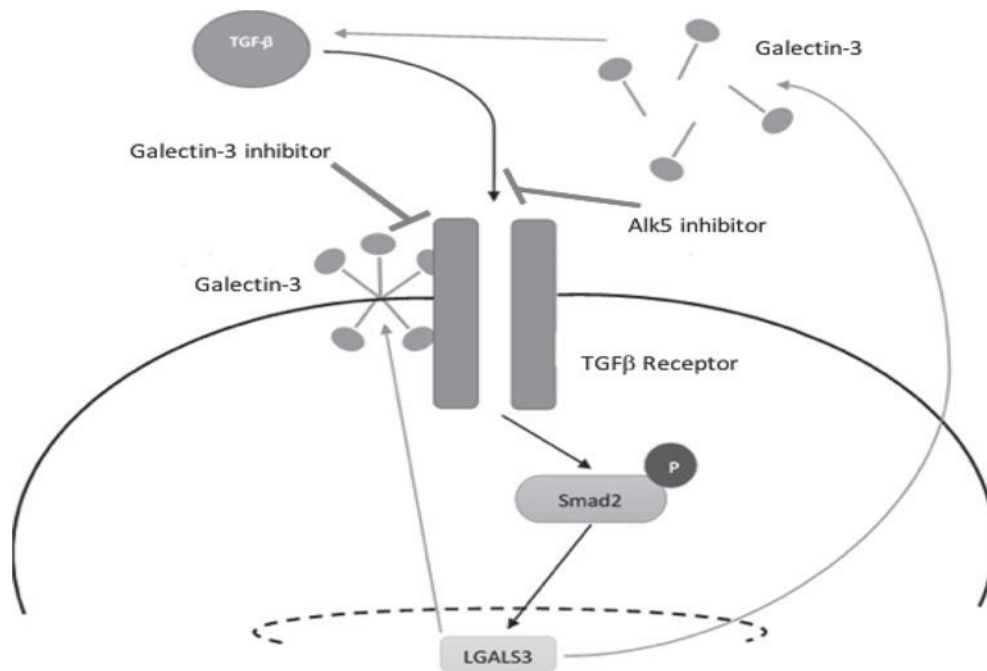 TGF-β
Galectin-3
Galectin-3 inhibitor
Alk5 inhibitor
Galectin-3
TGFβ Receptor
P
Smad2
LGALS3